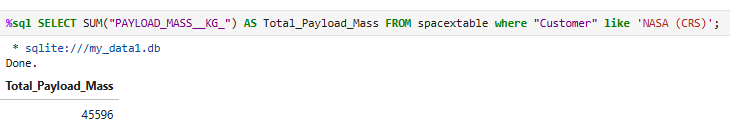 %sql SELECT SUM("PAYLOAD_MASS__KG_") AS Total_Payload_Mass FROM spacextable where "Customer" like 'NASA (CRS)';
* sqlite:///my_data1.db
Done.
Total_Payload_Mass
45596